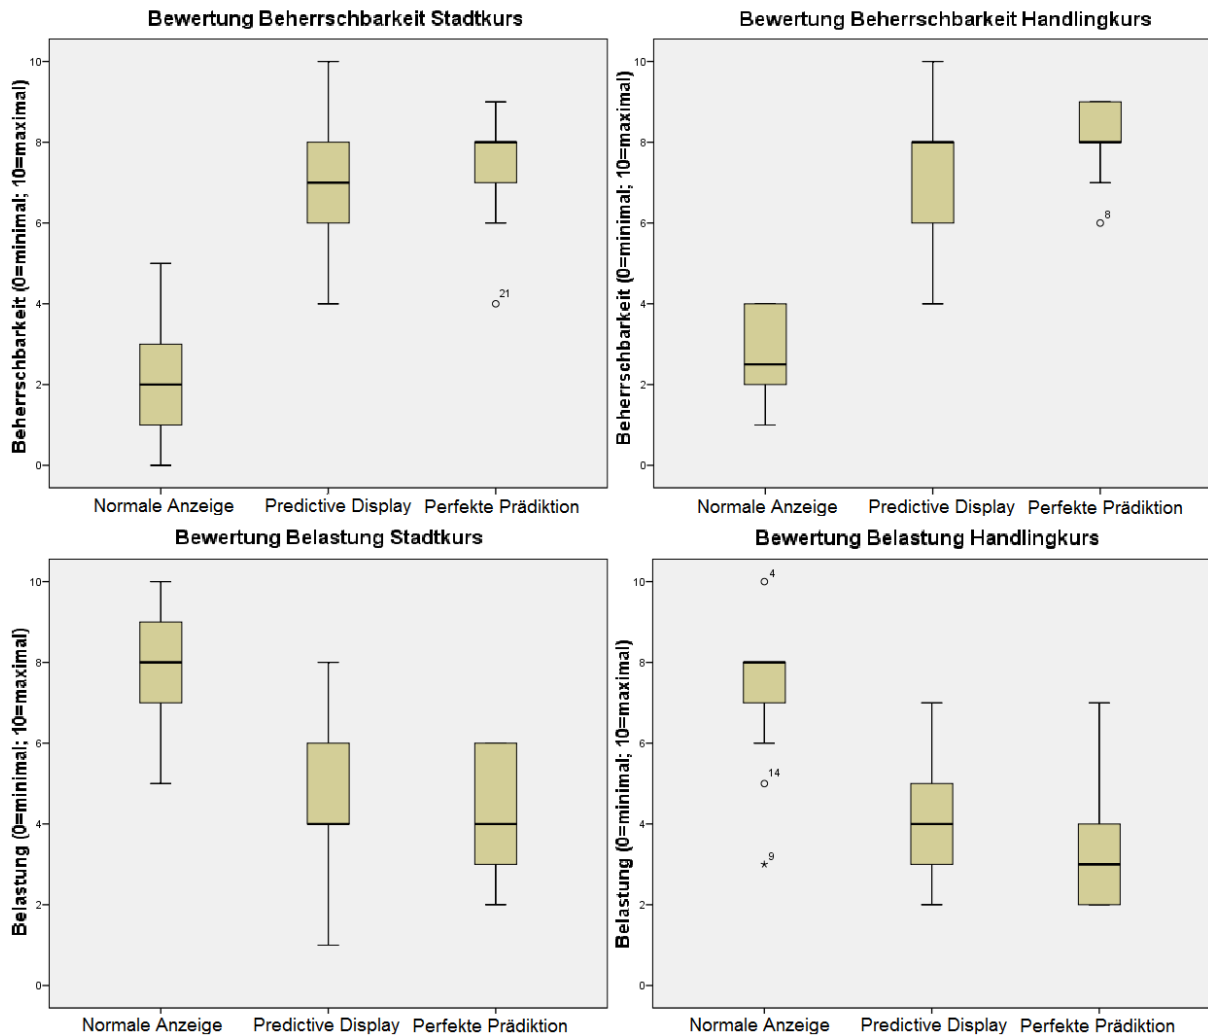 Bewertung Beherrschbarkeit Stadtkurs
Beherrschbarkeit (0=minimal; 10=maximal)
10
8
6
4
2
0
21
Normale Anzeige Predictive Display Perfekte Prädiktion
Bewertung Beherrschbarkeit Handlingkurs
Beherrschbarkeit (0=minimal; 10=maximal)
10
8
6
4
2
0
8
Normale Anzeige Predictive Display Perfekte Prädiktion
Bewertung Belastung Stadtkurs
Belastung (0=minimal; 10=maximal)
10
8
6
4
2
0
Normale Anzeige Predictive Display Perfekte Prädiktion
Bewertung Belastung Handlingkurs
Belastung (0=minimal; 10=maximal)
10
8
6
4
2
0
4
14
9
Normale Anzeige Predictive Display Perfekte Prädiktion